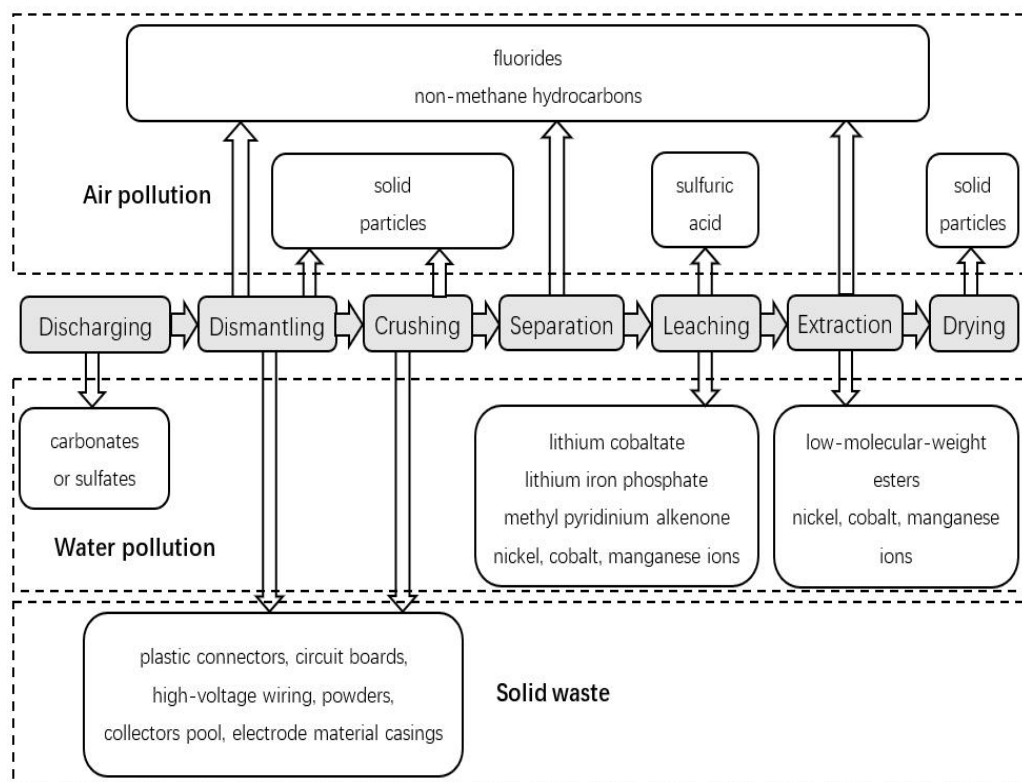 fluorides
non-methane hydrocarbons
Air pollution
solid
particles
sulfuric
acid
solid
particles
Discharging
Dismantling
Crushing
Separation
Leaching
Extraction
Drying
carbonates
or sulfates
Water pollution
lithium cobaltate
lithium iron phosphate
methyl pyridinium alkenone
nickel, cobalt, manganese ions
low-molecular-weight
esters
nickel, cobalt, manganese
ions
plastic connectors, circuit boards,
high-voltage wiring, powders,
collectors pool, electrode material casings
Solid waste